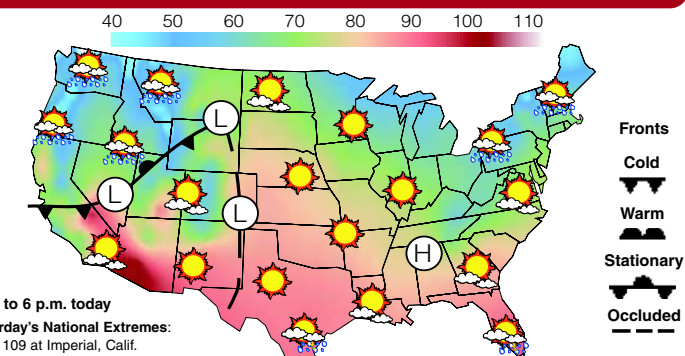 40 50 60 70 80 90 100 110
L
L
L
H
Fronts
Cold
Warm
Stationary
Occluded
to 6 p.m. today
rday's National Extremes:
109 at Imperial, Calif.